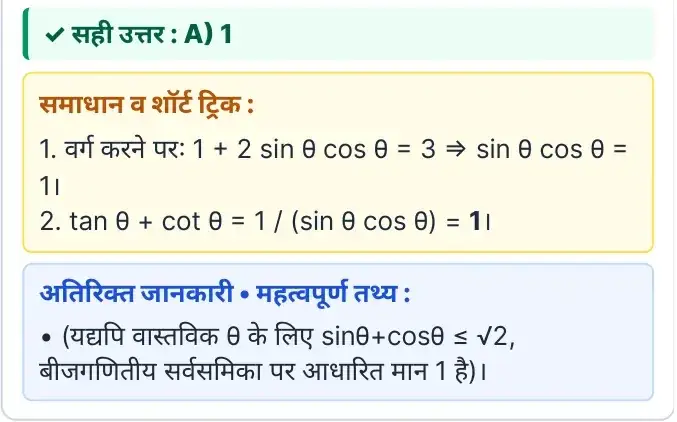 ✓ सही उत्तर : A) 1
समाधान व शॉर्ट ट्रिक :
1. वर्ग करने पर: 1 + 2 sin θ cos θ = 3 ⇒ sin θ cos θ =
1।
2. tan θ + cot θ = 1 / (sin θ cos θ) = 1।
अतिरिक्त जानकारी • महत्वपूर्ण तथ्य :
• (यद्यपि वास्तविक θ के लिए sinθ+cosθ ≤ √2,
बीजगणितीय सर्वसमिका पर आधारित मान 1 है)।